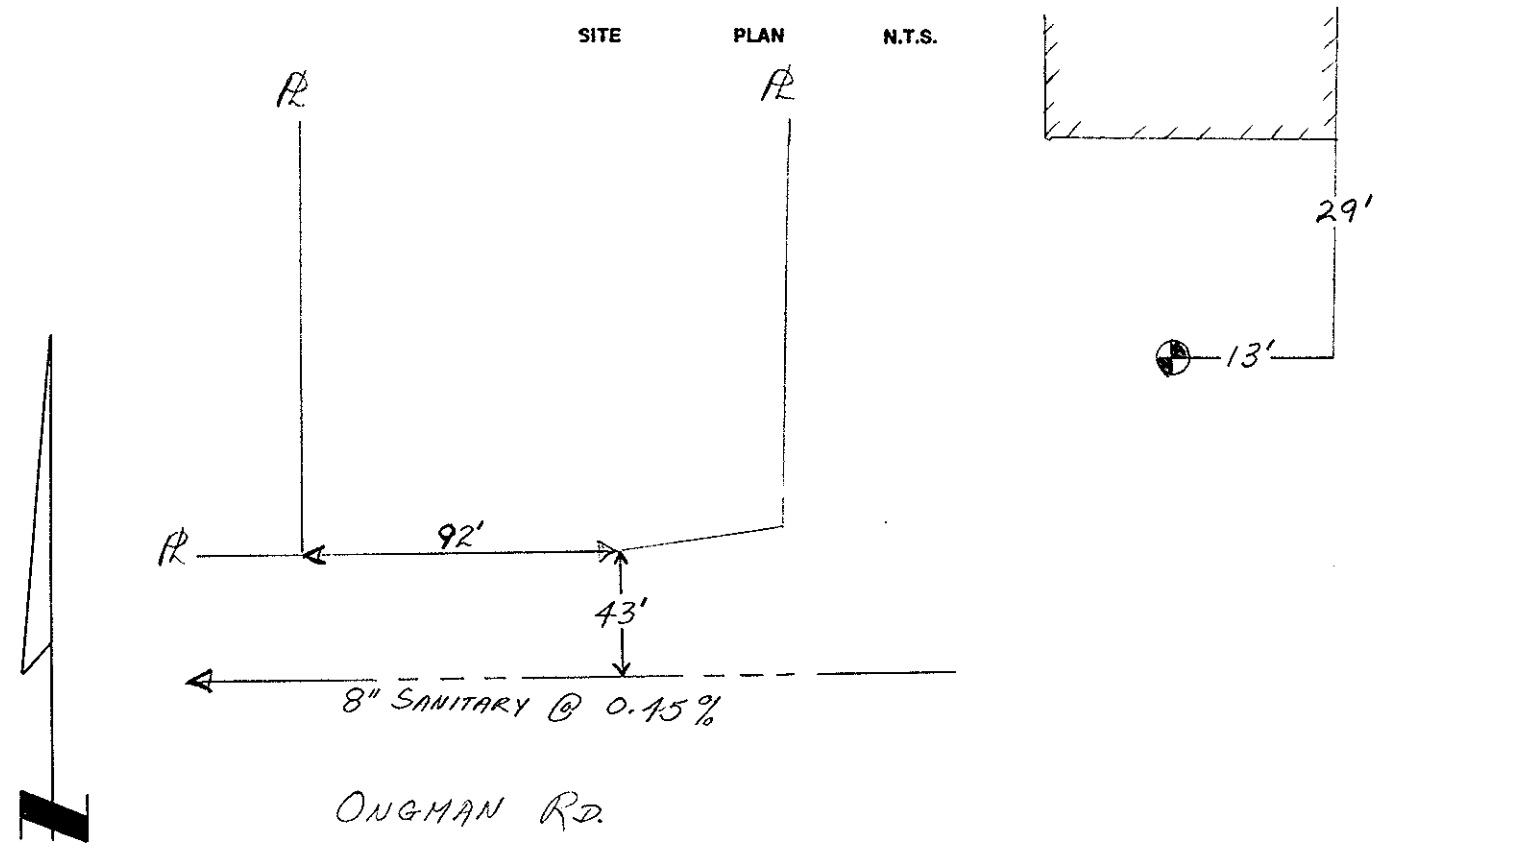 SITE PLAN N.T.S.
PL
PL
29'
13'
PL
92'
43'
8" SANITARY @ 0.45%
ONGMAN RD.
N